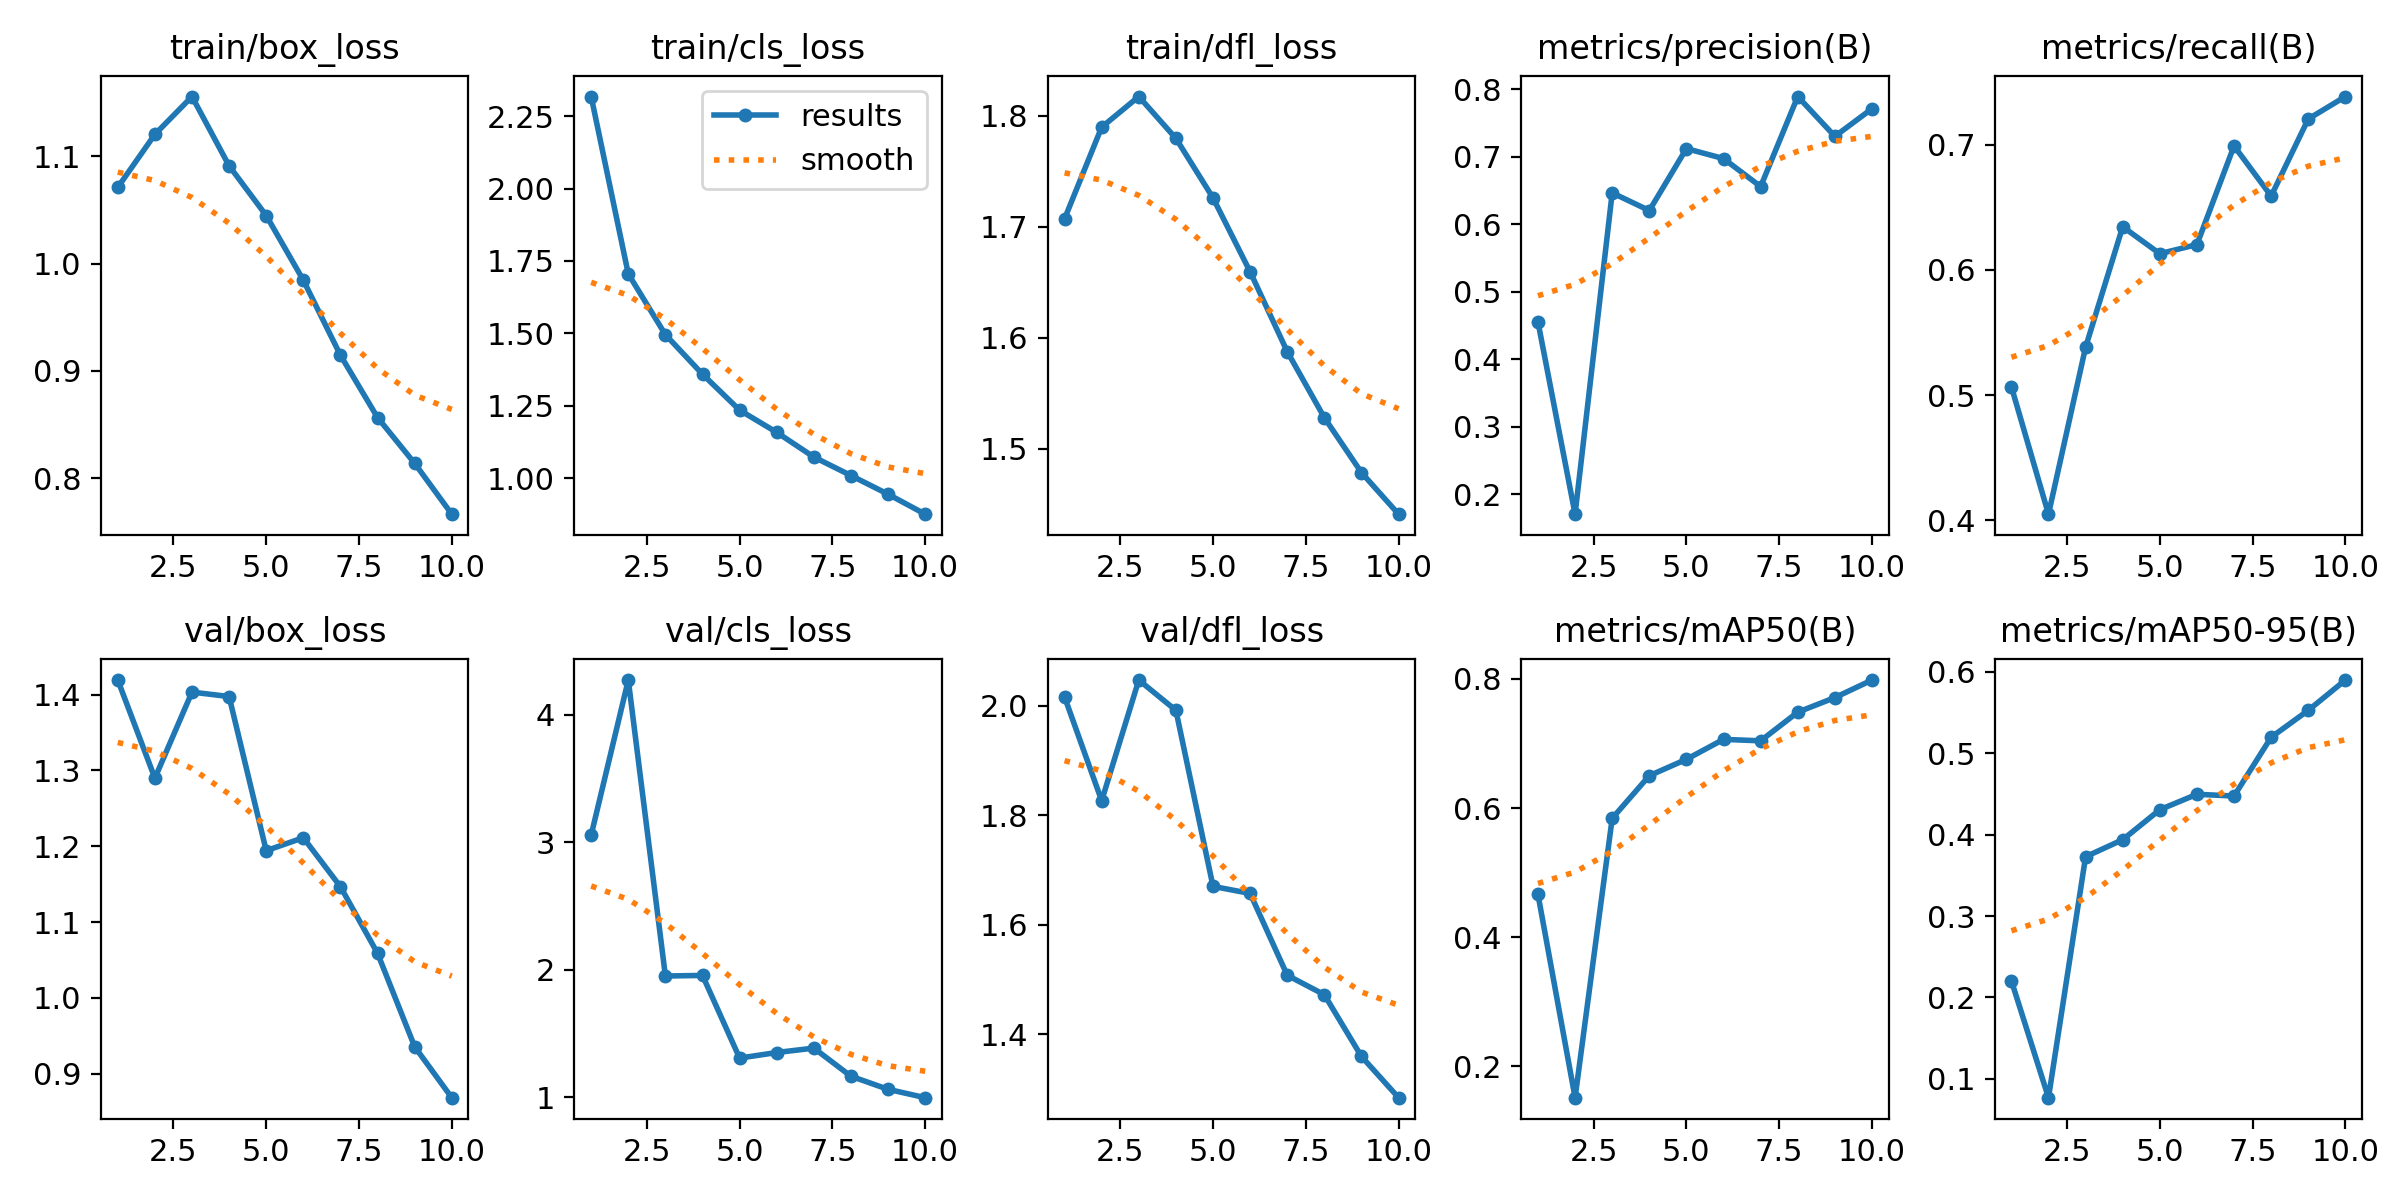 train/box_loss
train/cls_loss
train/dfl_loss
metrics/precision(B)
metrics/recall(B)
1.1
1.0
0.9
0.8
2.5 5.0 7.5 10.0
2.25
2.00
1.75
1.50
1.25
1.00
results
smooth
2.5 5.0 7.5 10.0
1.8
1.7
1.6
1.5
2.5 5.0 7.5 10.0
0.8
0.7
0.6
0.5
0.4
0.3
0.2
2.5 5.0 7.5 10.0
0.7
0.6
0.5
0.4
2.5 5.0 7.5 10.0
val/box_loss
val/cls_loss
val/dfl_loss
metrics/mAP50(B)
metrics/mAP50-95(B)
1.4
1.3
1.2
1.1
1.0
0.9
2.5 5.0 7.5 10.0
4
3
2
1
2.5 5.0 7.5 10.0
2.0
1.8
1.6
1.4
2.5 5.0 7.5 10.0
0.8
0.6
0.4
0.2
2.5 5.0 7.5 10.0
0.6
0.5
0.4
0.3
0.2
0.1
2.5 5.0 7.5 10.0